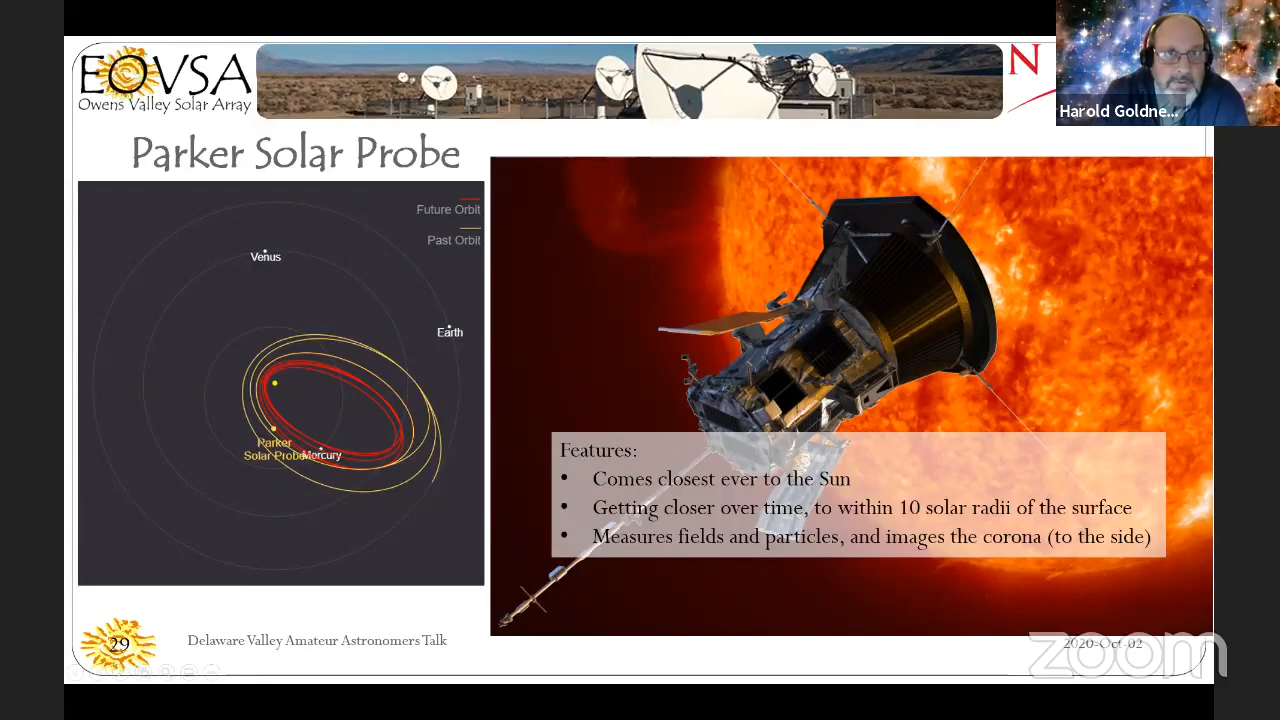 EOVSA
Owens Valley Solar Array
N
Harold Goldne...
Parker Solar Probe
Future Orbit
Past Orbit
Venus
Earth
Parker
Solar Probe
Mercury
Features:
• Comes closest ever to the Sun
• Getting closer over time, to within 10 solar radii of the surface
• Measures fields and particles, and images the corona (to the side)
29
Delaware Valley Amateur Astronomers Talk
2020-Oct-02
zoom